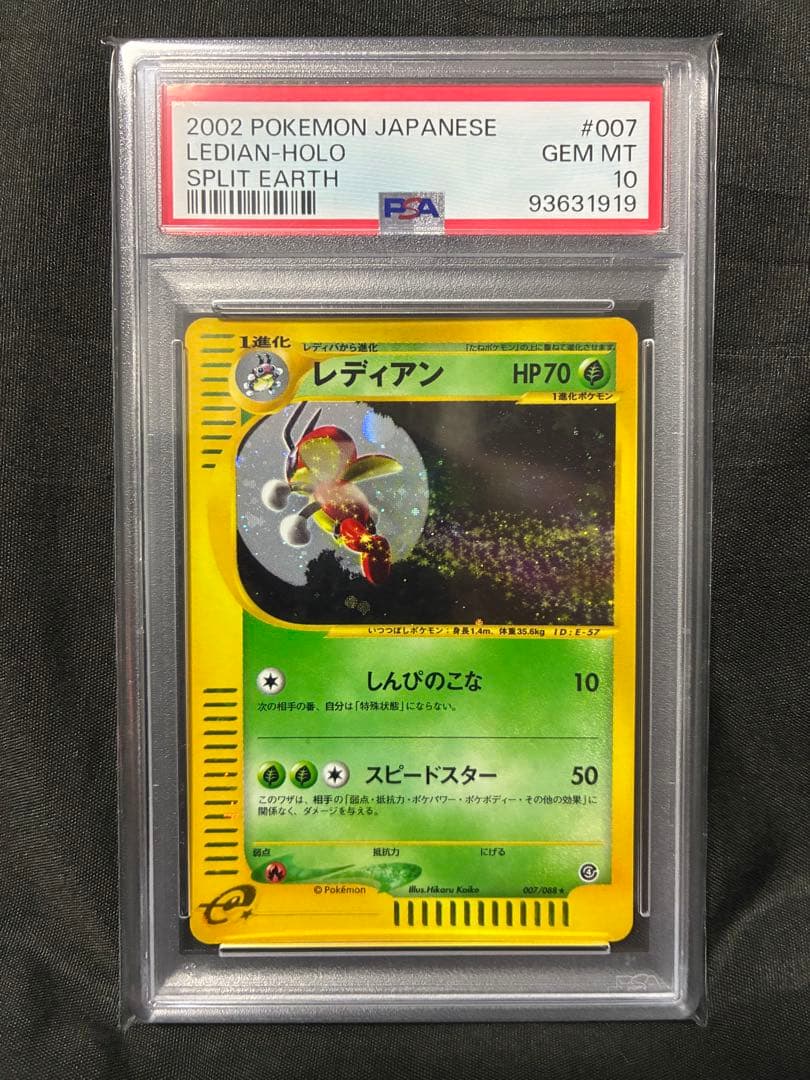 2002 POKEMON JAPANESE #007
LEDIAN-HOLO GEM MT
SPLIT EARTH 10
PSA 93631919
1進化 レディバから進化 「たねポケモン」の上に重ねて進化させます
レディアン HP70
1進化ポケモン
いつつぼしポケモン:身長1.4m, 体重35.6kg ID:E-57
しんぴのこな 10
次の相手の番、自分は「特殊状態」にならない。
スピードスター 50
このワザは、相手の「弱点・抵抗力・ポケパワー・ポケボディー・その他の効果」に
関係なく、ダメージを与える。
弱点 抵抗力 にげる
© Pokémon Illus.Hikaru Koike 007/088★
e